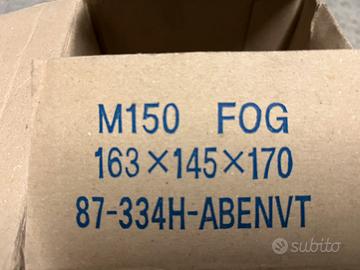 M150 FOG
163×145×170
87-334H-ABENVT
subito